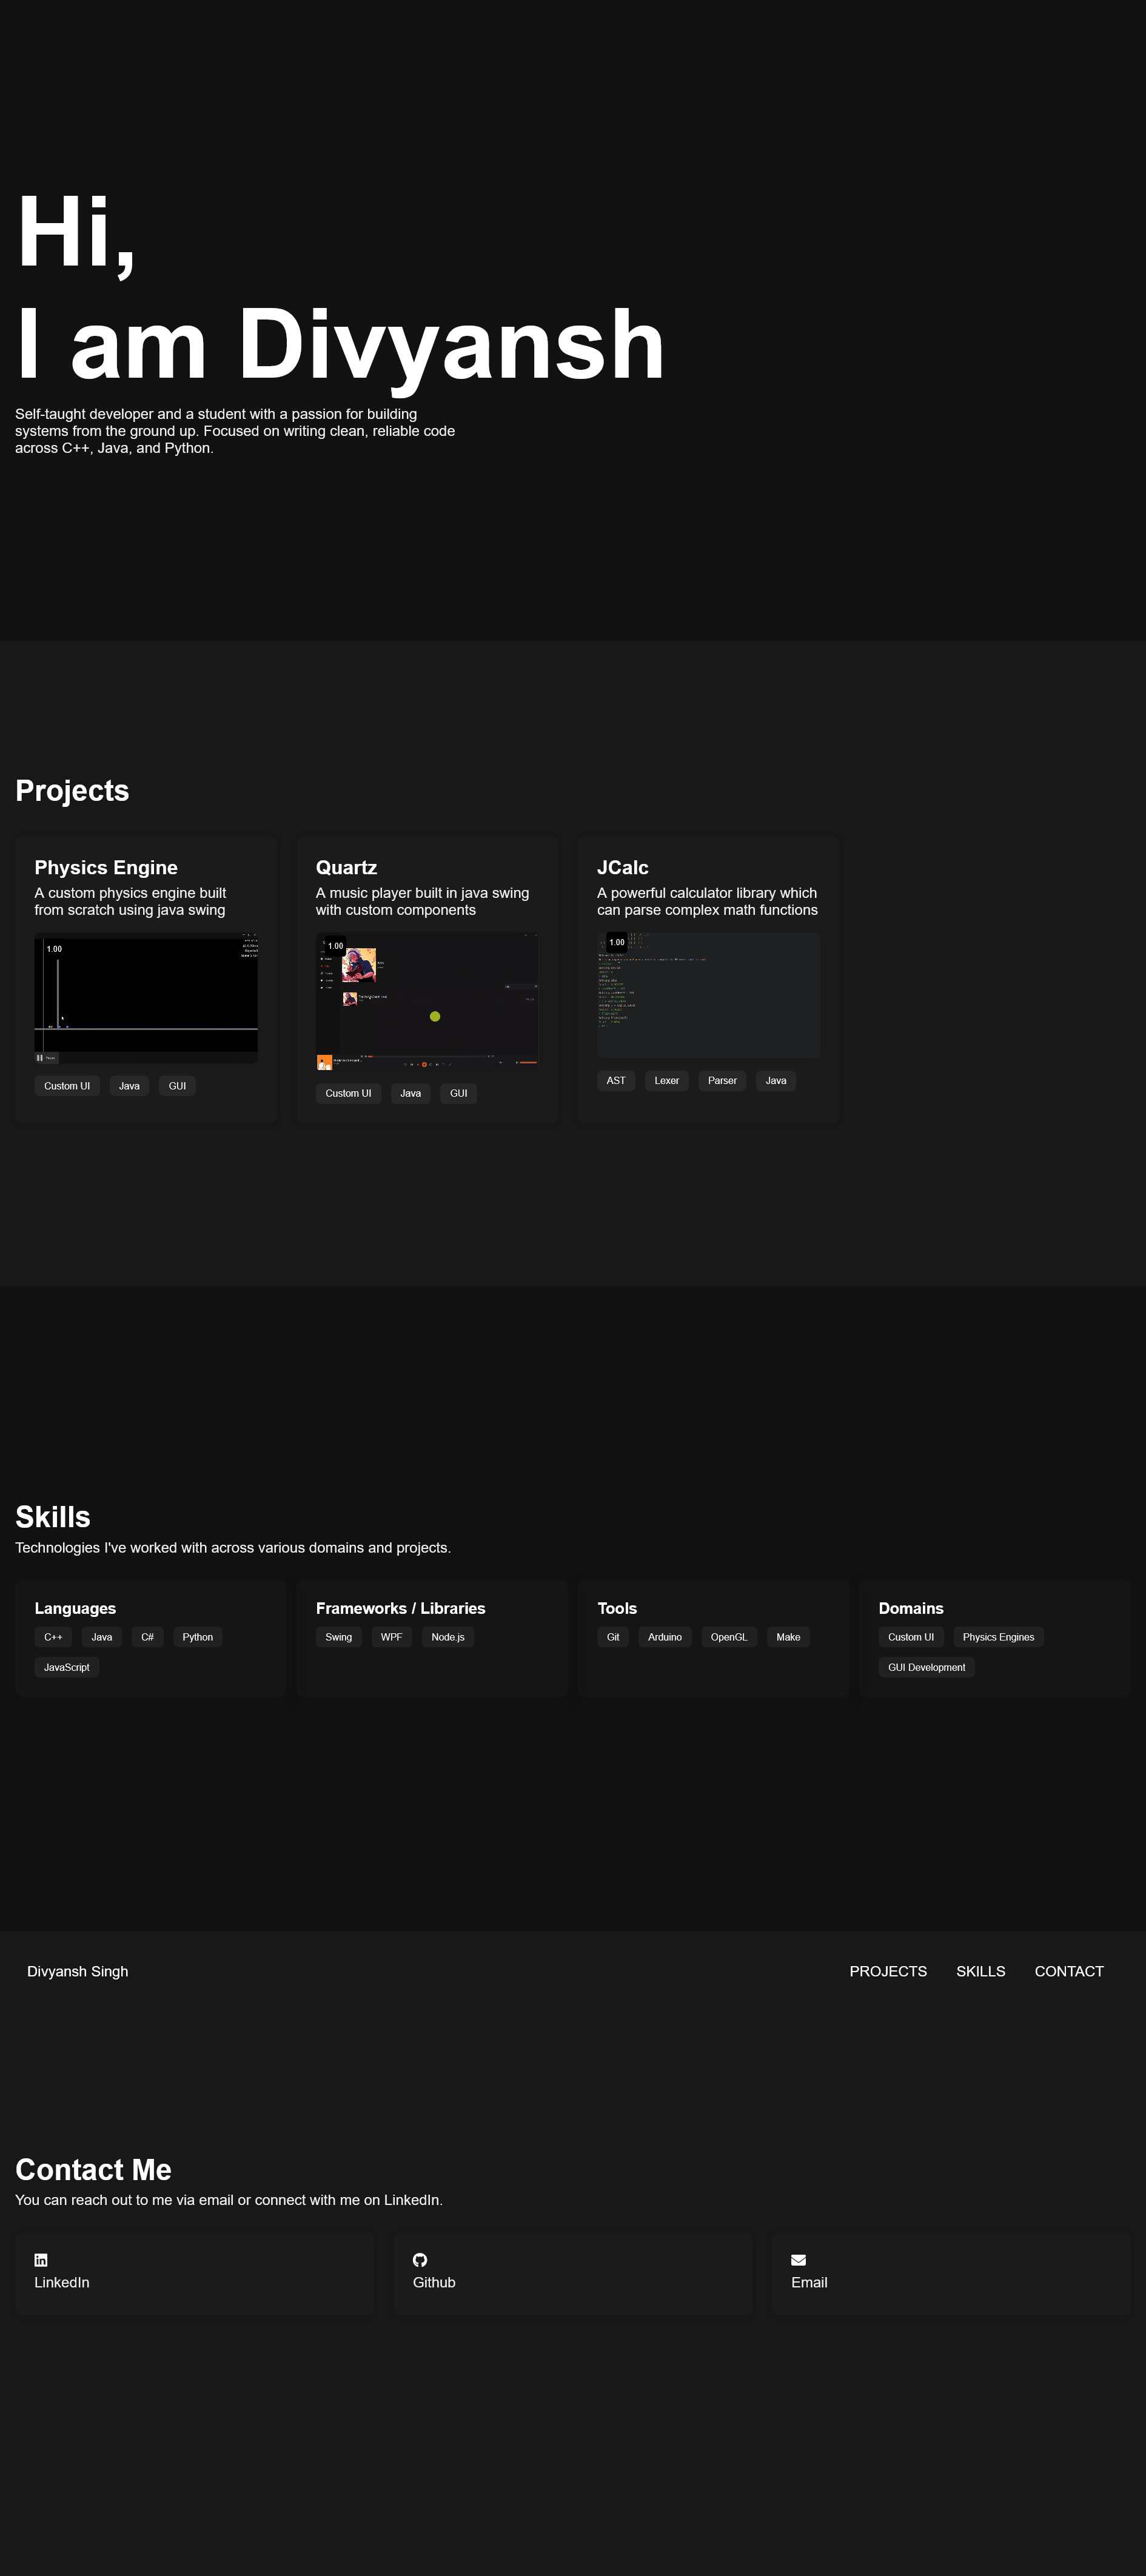 Hi,
I am Divyansh
Self-taught developer and a student with a passion for building
systems from the ground up. Focused on writing clean, reliable code
across C++, Java, and Python.
Projects
Physics Engine
A custom physics engine built
from scratch using java swing
1.00
Custom UI
Java
GUI
Quartz
A music player built in java swing
with custom components
1.00
Custom UI
Java
GUI
JCalc
A powerful calculator library which
can parse complex math functions
1.00
AST
Lexer
Parser
Java
Skills
Technologies I've worked with across various domains and projects.
Languages
C++
Java
C#
Python
JavaScript
Frameworks / Libraries
Swing
WPF
Node.js
Tools
Git
Arduino
OpenGL
Make
Domains
Custom UI
Physics Engines
GUI Development
Divyansh Singh
PROJECTS
SKILLS
CONTACT
Contact Me
You can reach out to me via email or connect with me on LinkedIn.
LinkedIn
Github
Email